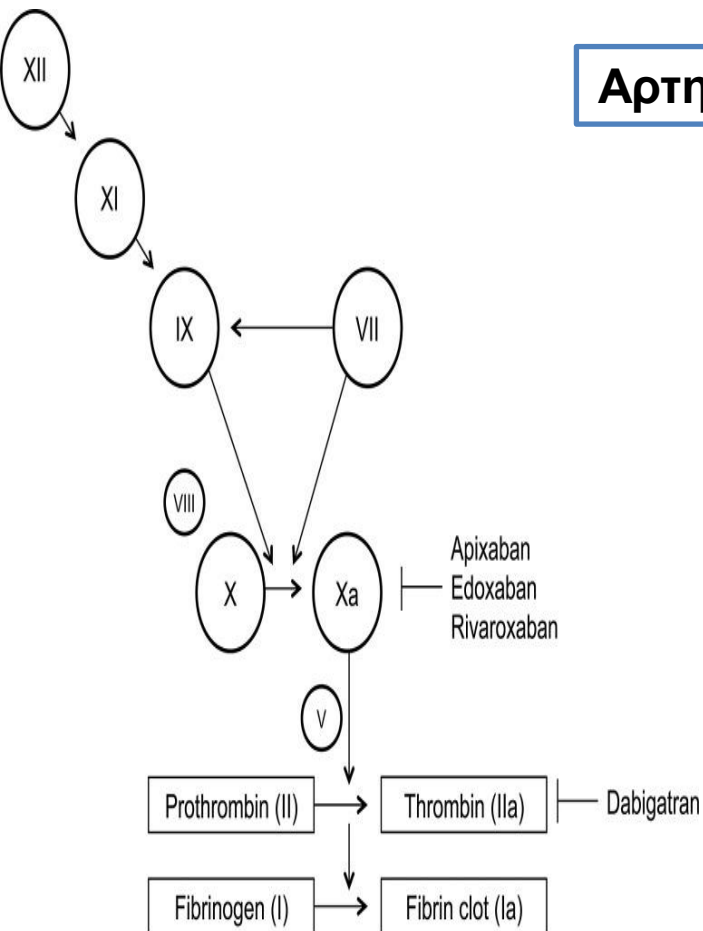 XII
Αρτη
XI
IX
VII
VIII
X
Xa
Apixaban
Edoxaban
Rivaroxaban
V
Prothrombin (II)
Thrombin (IIa)
Dabigatran
Fibrinogen (I)
Fibrin clot (Ia)